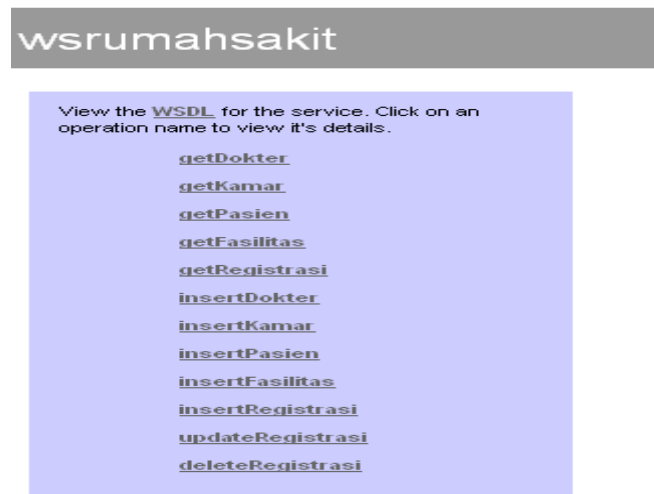 wsrumahsakit
View the WSDL for the service. Click on an
operation name to view it's details.
getDokter
getKamar
getPasien
getFasilitas
getRegistrasi
insertDokter
insertKamar
insertPasien
insertFasilitas
insertRegistrasi
updateRegistrasi
deleteRegistrasi